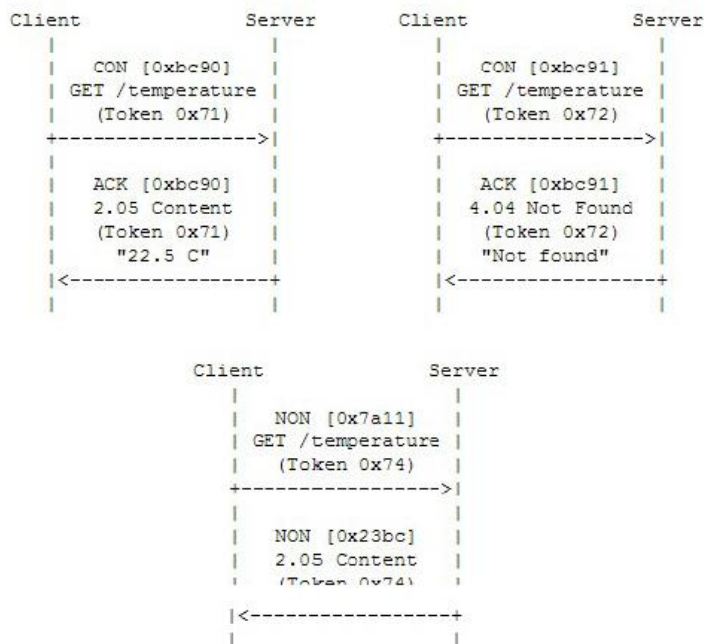 Client Server
CON [0xbc90]
GET /temperature
(Token 0x71)
ACK [0xbc90]
2.05 Content
(Token 0x71)
"22.5 C"
Client Server
CON [0xbc91]
GET /temperature
(Token 0x72)
ACK [0xbc91]
4.04 Not Found
(Token 0x72)
"Not found"
Client Server
NON [0x7a11]
GET /temperature
(Token 0x74)
NON [0x23bc]
2.05 Content
(Token 0x74)